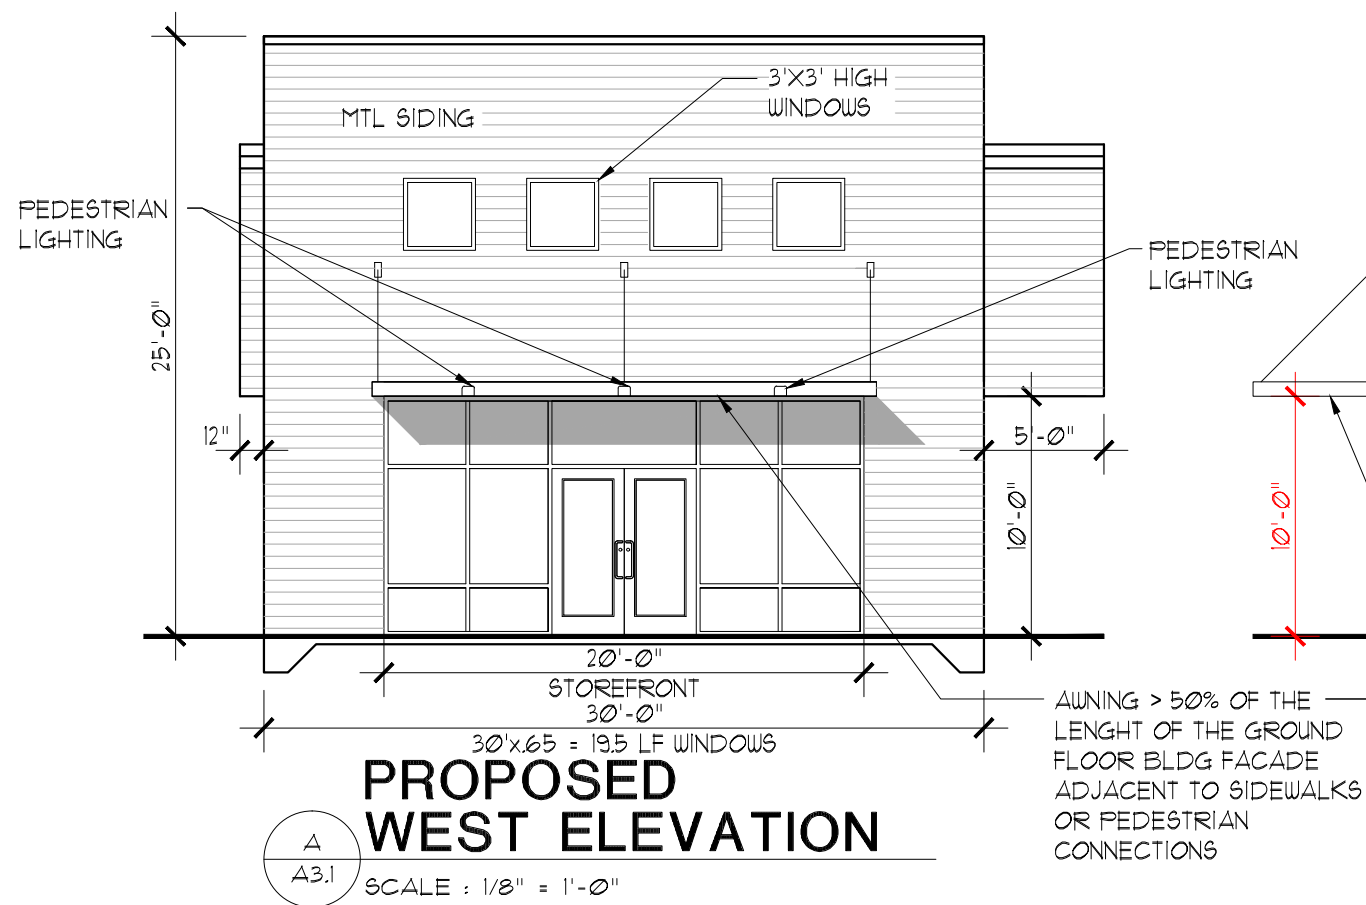 3'X3' HIGH
WINDOWS
MTL SIDING
PEDESTRIAN
LIGHTING
PEDESTRIAN
LIGHTING
25'-0"
12"
5'-0"
10'-0"
10'-0"
20'-0"
STOREFRONT
30'-0"
30'x.65 = 19.5 LF WINDOWS
AWNING > 50% OF THE
LENGHT OF THE GROUND
FLOOR BLDG FACADE
ADJACENT TO SIDEWALKS
OR PEDESTRIAN
CONNECTIONS
PROPOSED
WEST ELEVATION
A
A3.1
SCALE : 1/8" = 1'-0"